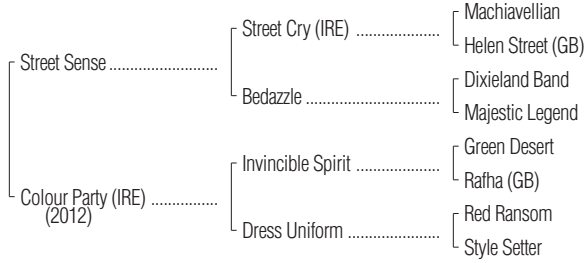 Machiavellian
Street Cry (IRE) ....................
Helen Street (GB)
Street Sense ..........................
Dixieland Band
Bedazzle ................................
Majestic Legend
Green Desert
Invincible Spirit ....................
Rafha (GB)
Colour Party (IRE) ................
(2012)
Red Ransom
Dress Uniform ......................
Style Setter